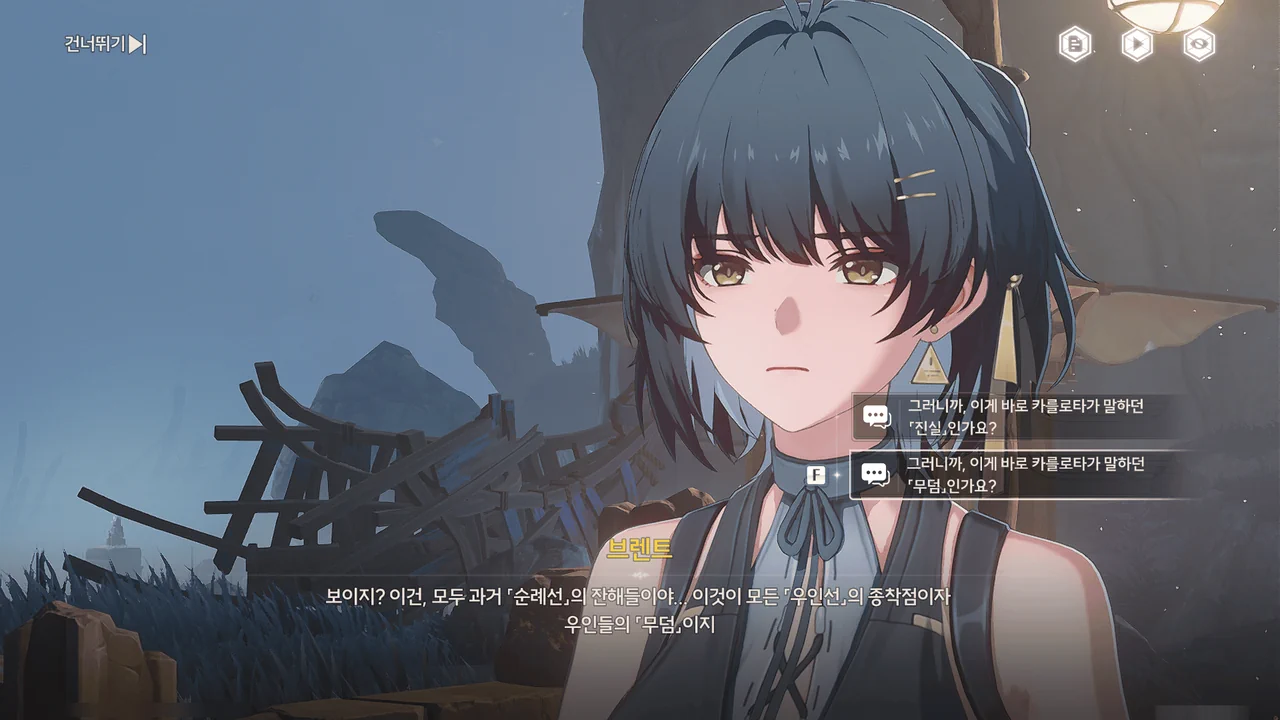 건너뛰기
그러니까, 이게 바로 카를로타가 말하던
「진실」인가요?
F
그러니까, 이게 바로 카를로타가 말하던
「무덤」인가요?
브렌트
보이지? 이건, 모두 과거 「순례선」의 잔해들이야... 이것이 모든 「우인선」의 종착점이자
우인들의 「무덤」이지